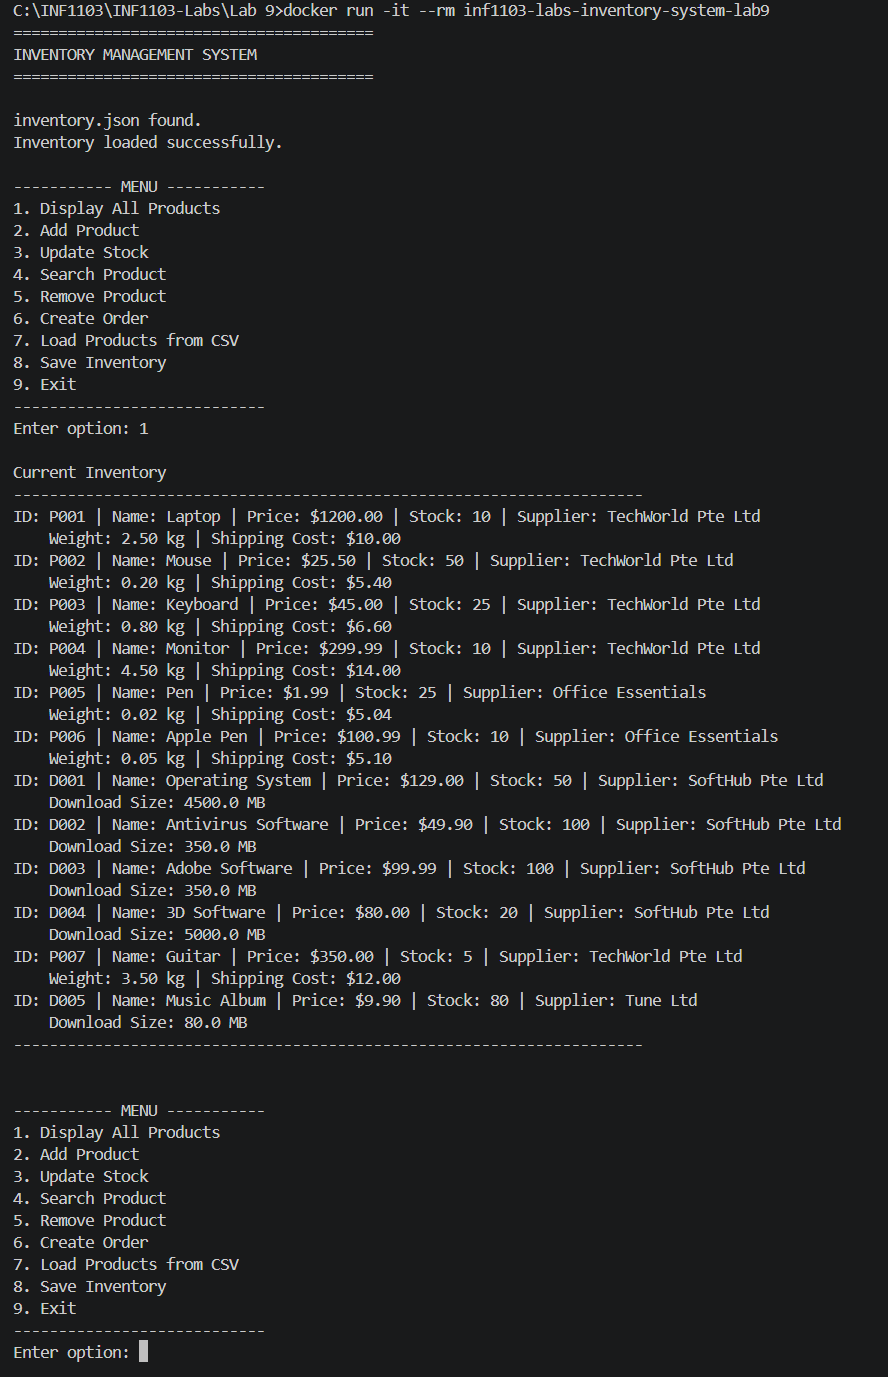 C:\INF1103\INF1103-Labs\Lab 9>docker run -it --rm inf1103-labs-inventory-system-lab9
========================================
INVENTORY MANAGEMENT SYSTEM
========================================
inventory.json found.
Inventory loaded successfully.
----------- MENU -----------
1. Display All Products
2. Add Product
3. Update Stock
4. Search Product
5. Remove Product
6. Create Order
7. Load Products from CSV
8. Save Inventory
9. Exit
----------------------------
Enter option: 1
Current Inventory
----------------------------------------------------------------------
ID: P001 | Name: Laptop | Price: $1200.00 | Stock: 10 | Supplier: TechWorld Pte Ltd
    Weight: 2.50 kg | Shipping Cost: $10.00
ID: P002 | Name: Mouse | Price: $25.50 | Stock: 50 | Supplier: TechWorld Pte Ltd
    Weight: 0.20 kg | Shipping Cost: $5.40
ID: P003 | Name: Keyboard | Price: $45.00 | Stock: 25 | Supplier: TechWorld Pte Ltd
    Weight: 0.80 kg | Shipping Cost: $6.60
ID: P004 | Name: Monitor | Price: $299.99 | Stock: 10 | Supplier: TechWorld Pte Ltd
    Weight: 4.50 kg | Shipping Cost: $14.00
ID: P005 | Name: Pen | Price: $1.99 | Stock: 25 | Supplier: Office Essentials
    Weight: 0.02 kg | Shipping Cost: $5.04
ID: P006 | Name: Apple Pen | Price: $100.99 | Stock: 10 | Supplier: Office Essentials
    Weight: 0.05 kg | Shipping Cost: $5.10
ID: D001 | Name: Operating System | Price: $129.00 | Stock: 50 | Supplier: SoftHub Pte Ltd
    Download Size: 4500.0 MB
ID: D002 | Name: Antivirus Software | Price: $49.90 | Stock: 100 | Supplier: SoftHub Pte Ltd
    Download Size: 350.0 MB
ID: D003 | Name: Adobe Software | Price: $99.99 | Stock: 100 | Supplier: SoftHub Pte Ltd
    Download Size: 350.0 MB
ID: D004 | Name: 3D Software | Price: $80.00 | Stock: 20 | Supplier: SoftHub Pte Ltd
    Download Size: 5000.0 MB
ID: P007 | Name: Guitar | Price: $350.00 | Stock: 5 | Supplier: TechWorld Pte Ltd
    Weight: 3.50 kg | Shipping Cost: $12.00
ID: D005 | Name: Music Album | Price: $9.90 | Stock: 80 | Supplier: Tune Ltd
    Download Size: 80.0 MB
----------------------------------------------------------------------
----------- MENU -----------
1. Display All Products
2. Add Product
3. Update Stock
4. Search Product
5. Remove Product
6. Create Order
7. Load Products from CSV
8. Save Inventory
9. Exit
----------------------------
Enter option: